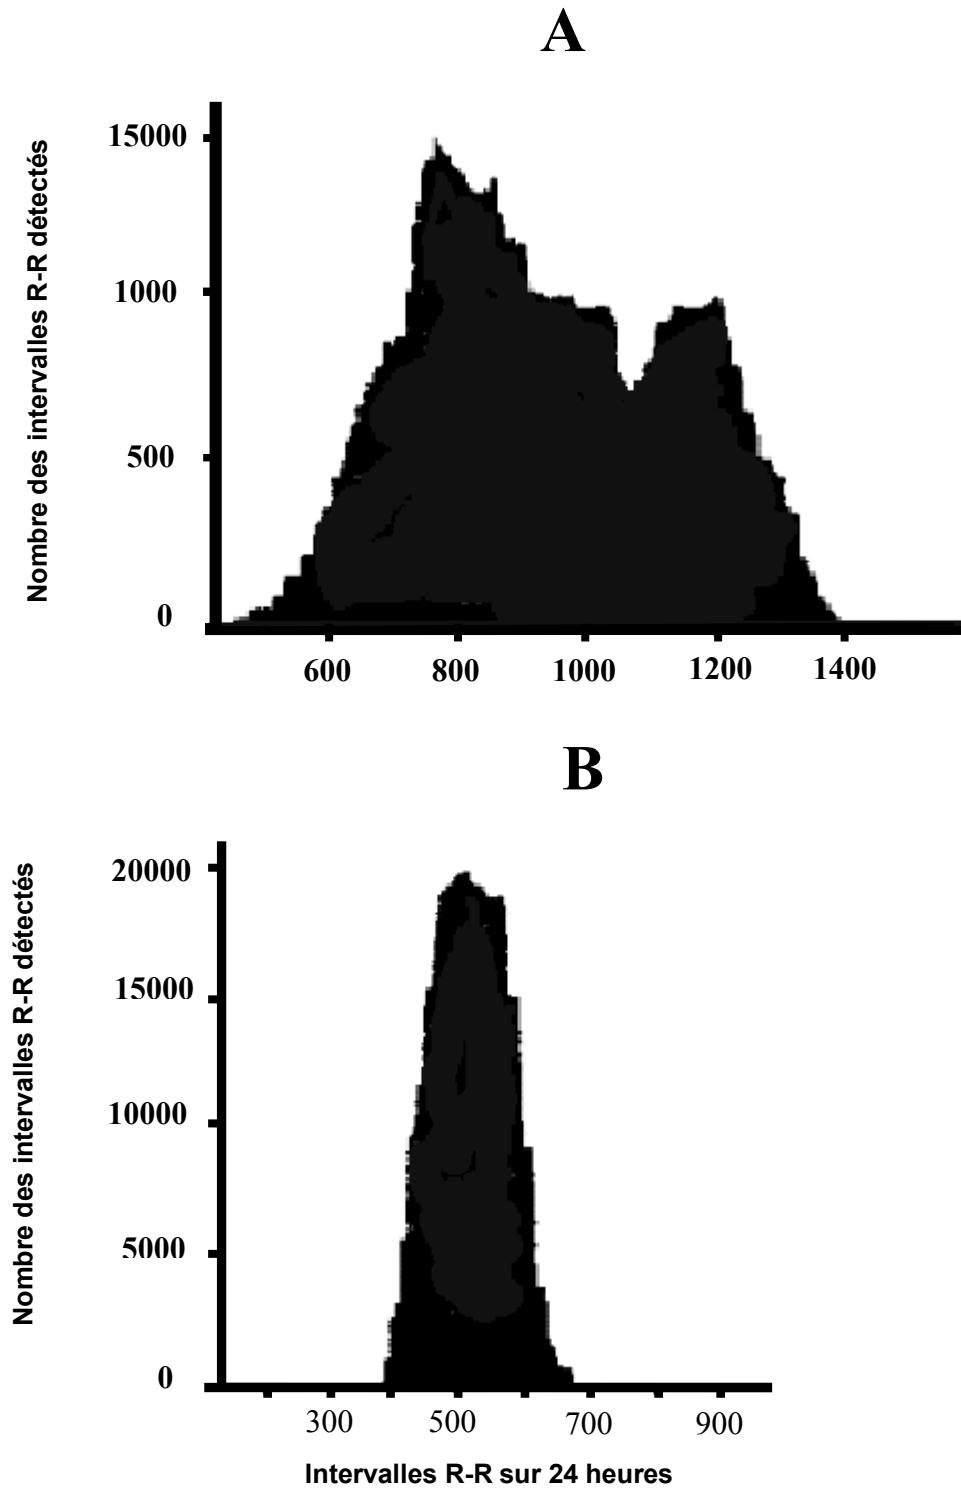 A
Nombre des intervalles R-R détectés
15000
1000
500
0
600 800 1000 1200 1400
B
Nombre des intervalles R-R détectés
20000
15000
10000
5000
0
300 500 700 900
Intervalles R-R sur 24 heures